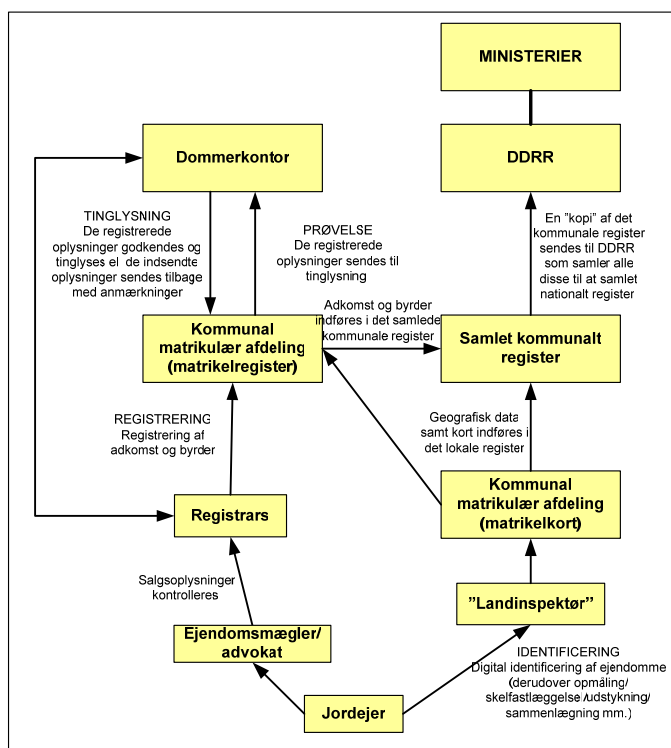 MINISTERIER
Dommerkontor
DDRR
TINGLYSNING
De registrerede
oplysninger godkendes og
tinglyses el. de indsendte
oplysninger sendes tilbage
med anmærkninger
PRØVELSE
De registrerede
oplysninger sendes til
tinglysning
En ”kopi” af det
kommunale register
sendes til DDRR
som samler alle
disse til at samlet
nationalt register
Adkomst og byrder
indføres i det samlede
kommunale register
Kommunal
matrikulær afdeling
(matrikelregister)
Samlet kommunalt
register
REGISTRERING
Registrering af
adkomst og byrder
Geografisk data
samt kort indføres i
det lokale register
Kommunal
matrikulær afdeling
(matrikelkort)
Registrars
Salgsoplysninger
kontrolleres
”Landinspektør”
Ejendomsmægler/
advokat
IDENTIFICERING
Digital identificering af ejendomme
(derudover opmåling/
skelfastlæggelse/udstykning/
sammenlægning mm.)
Jordejer